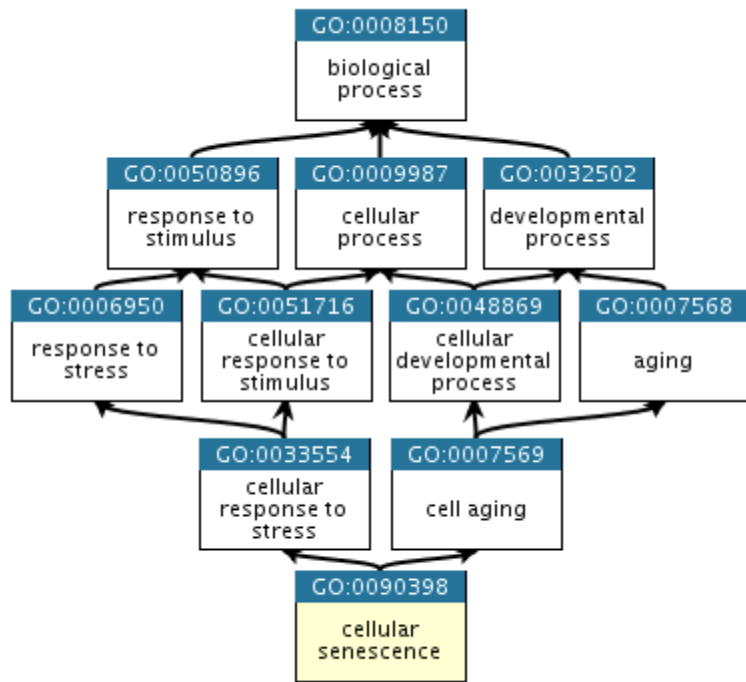 GO:0008150
biological
process
GO:0050896
response to
stimulus
GO:0009987
cellular
process
GO:0032502
developmental
process
GO:0006950
response to
stress
GO:0051716
cellular
response to
stimulus
GO:0048869
cellular
developmental
process
GO:0007568
aging
GO:0033554
cellular
response to
stress
GO:0007569
cell aging
GO:0090398
cellular
senescence